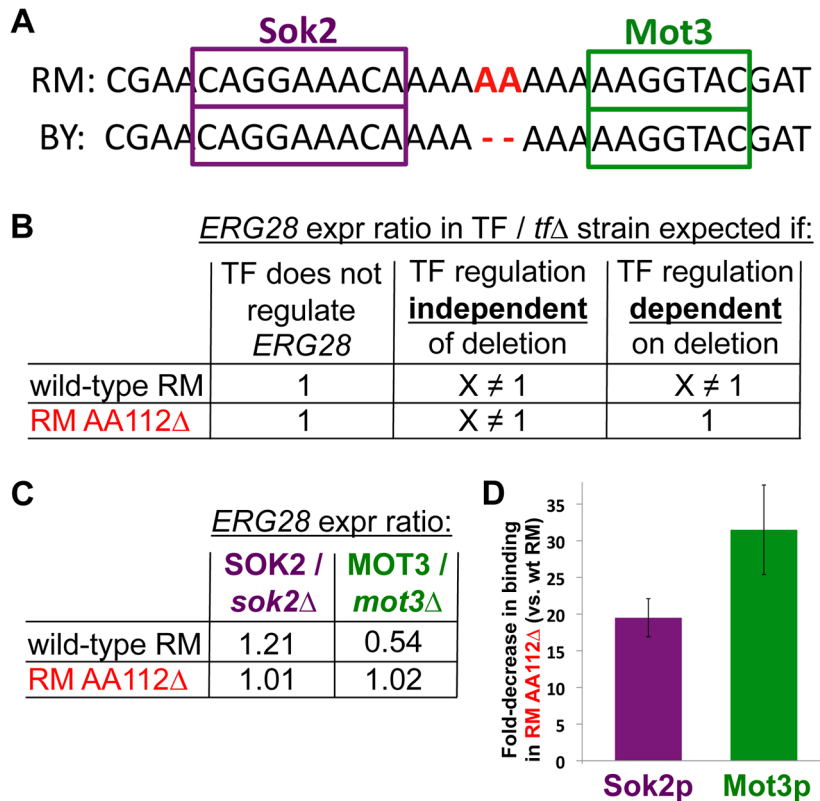 A
Sok2 Mot3
RM: CGAACAGGAAACAAAAAAAAAAAGGTACGAT
BY: CGAACAGGAAACAAAA - - AAAAAGGTACGAT
B
ERG28 expr ratio in TF / tfΔ strain expected if:
TF does not regulate ERG28
TF regulation independent of deletion
TF regulation dependent on deletion
wild-type RM 1 X ≠ 1 X ≠ 1
RM AA112Δ 1 X ≠ 1 1
C
ERG28 expr ratio:
SOK2 / sok2Δ
MOT3 / mot3Δ
wild-type RM 1.21 0.54
RM AA112Δ 1.01 1.02
D
Fold-decrease in binding
in RM AA112Δ (vs. wt RM)
35
30
25
20
15
10
5
0
Sok2p Mot3p